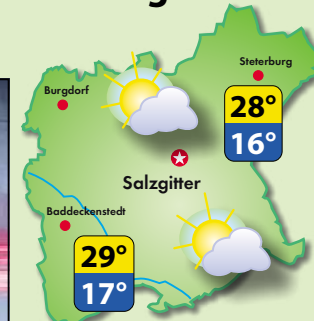 g
Steterburg
Burgdorf
28°
16°
Salzgitter
Baddeckenstedt
29°
17°